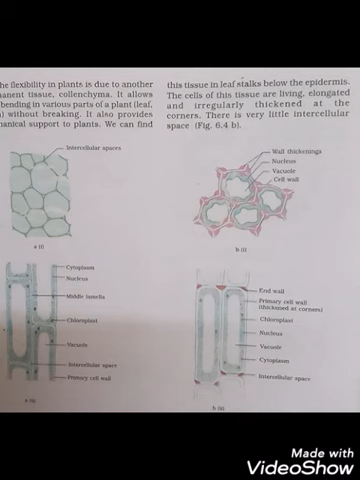 he flexibility in plants is due to another
manent tissue, collenchyma. It allows
bending in various parts of a plant (leaf,
) without breaking. It also provides
hanical support to plants. We can find
this tissue in leaf stalks below the epidermis.
The cells of this tissue are living, elongated
and irregularly thickened at the
corners. There is very little intercellular
space (Fig. 6.4 b).
Intercellular spaces
a (i)
Wall thickenings
Nucleus
Vacuole
Cell wall
b (i)
Cytoplasm
Nucleus
Middle lamella
Chloroplast
Vacuole
Intercellular space
Primary cell wall
a (ii)
End wall
Primary cell wall
(thickened at corners)
Chloroplast
Nucleus
Vacuole
Cytoplasm
Intercellular space
b (ii)
Made with
VideoShow